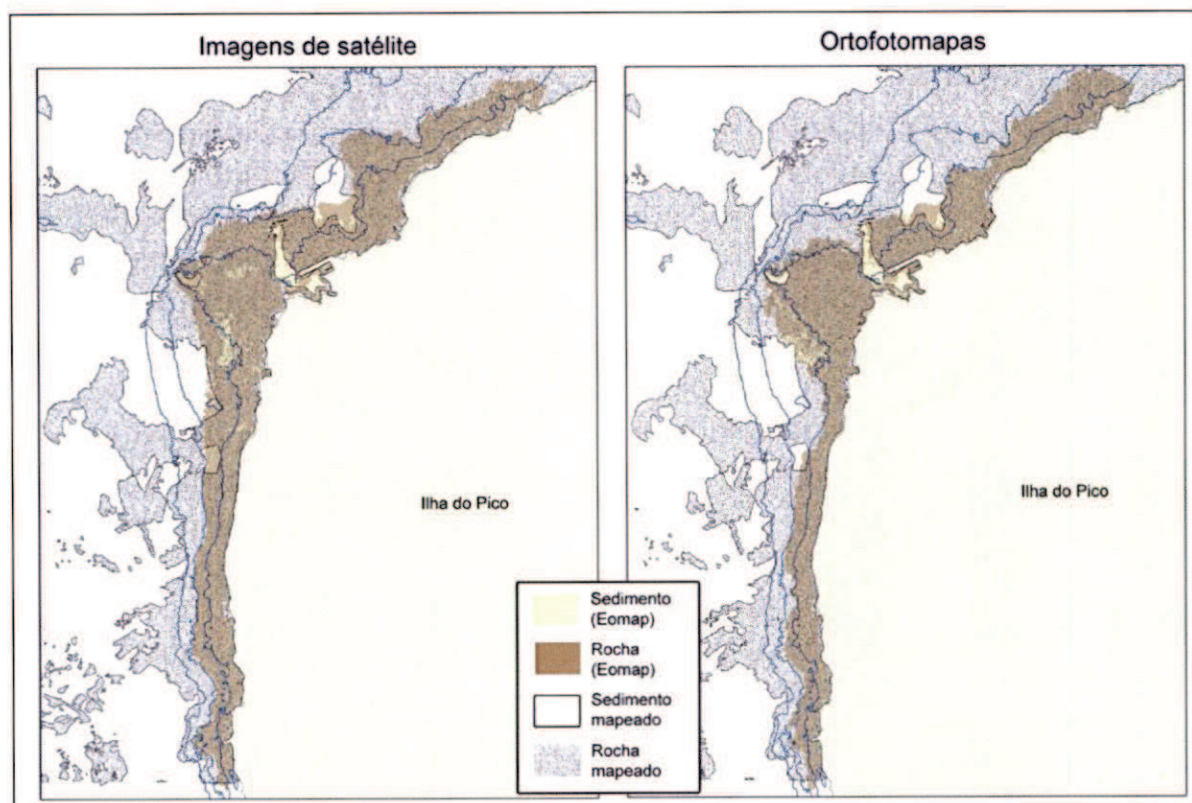 Imagens de satélite
Ortofotomapas
Ilha do Pico
Ilha do Pico
Sedimento
(Eomap)
Rocha
(Eomap)
Sedimento
mapeado
Rocha
mapeado